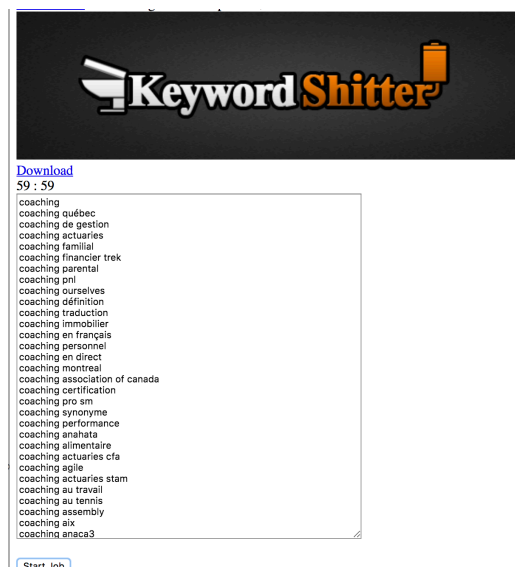 Keyword Shitter
Download
59 : 59
coaching
coaching québec
coaching de gestion
coaching actuaries
coaching familial
coaching financier trek
coaching parental
coaching pnl
coaching ourselves
coaching définition
coaching traduction
coaching immobilier
coaching en français
coaching personnel
coaching en direct
coaching montreal
coaching association of canada
coaching certification
coaching pro sm
coaching synonyme
coaching performance
coaching anahata
coaching alimentaire
coaching actuaries cfa
coaching agile
coaching actuaries stam
coaching au travail
coaching au tennis
coaching assembly
coaching aix
coaching anaca3
Start Job